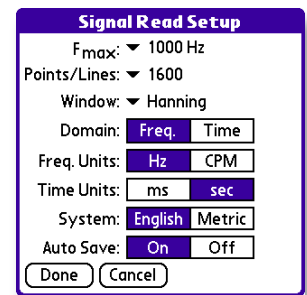 Signal Read Setup
Fmax: 1000 Hz
Points/Lines: 1600
Window: Hanning
Domain: Freq. Time
Freq. Units: Hz CPM
Time Units: ms sec
System: English Metric
Auto Save: On Off
Done Cancel